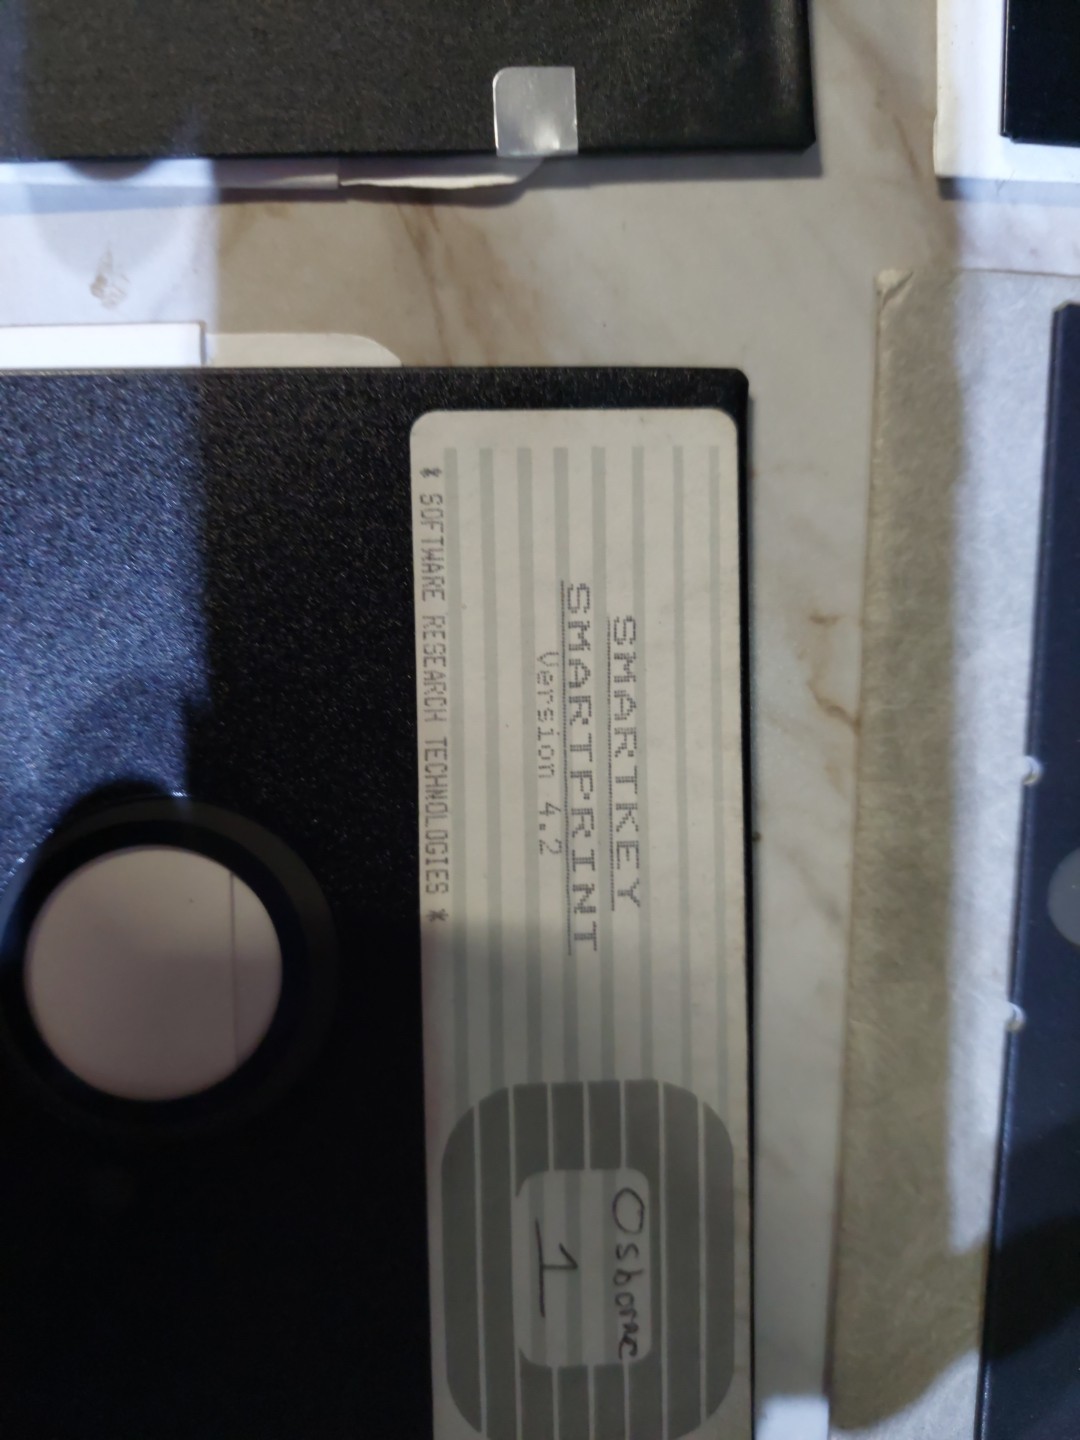 SMARTKEY
SMARTPRINT
Version 4.2
* SOFTWARE RESEARCH TECHNOLOGIES *
Osborne
1